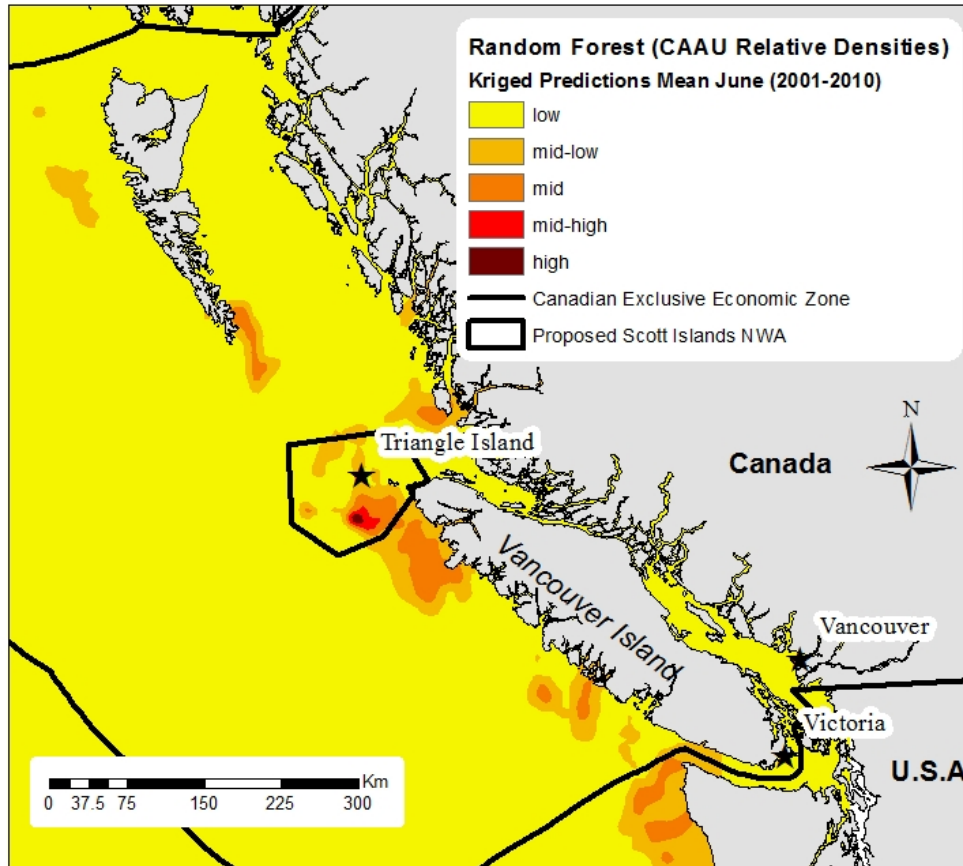 Random Forest (CAAU Relative Densities)
Kriged Predictions Mean June (2001-2010)
low
mid-low
mid
mid-high
high
Canadian Exclusive Economic Zone
Proposed Scott Islands NWA
Triangle Island
N
Canada
Vancouver Island
Vancouver
Victoria
U.S.A
Km
0 37.5 75 150 225 300